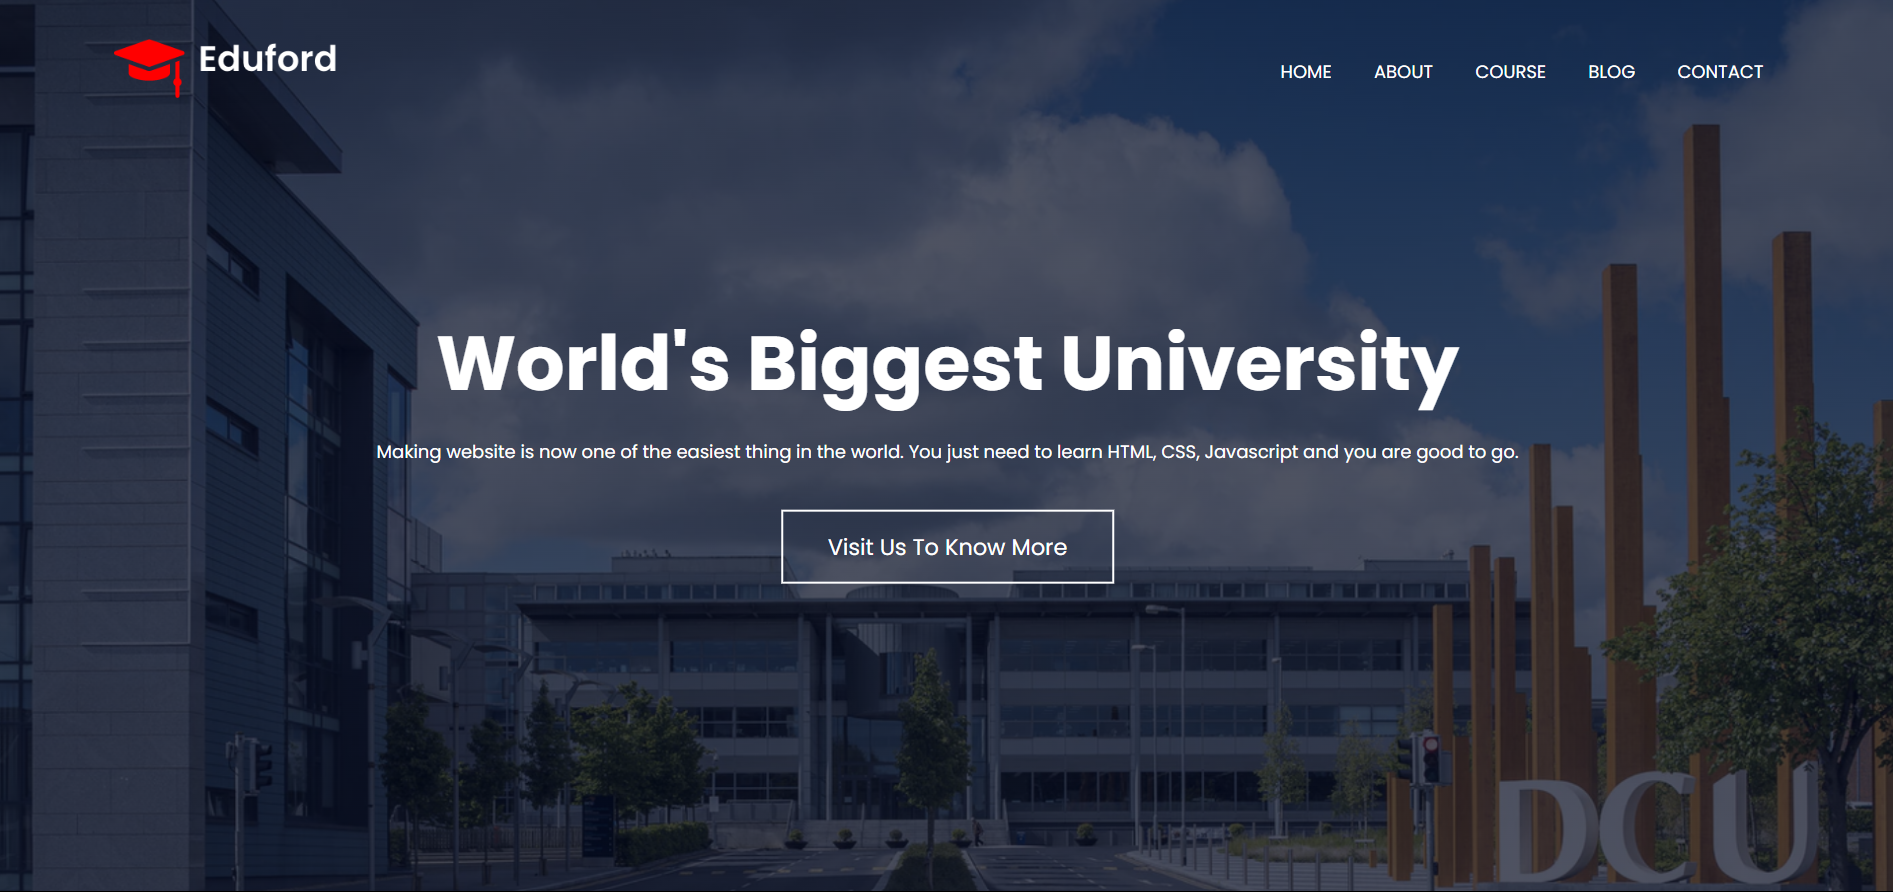 Eduford
HOME ABOUT COURSE BLOG CONTACT
World's Biggest University
Making website is now one of the easiest thing in the world. You just need to learn HTML, CSS, Javascript and you are good to go.
Visit Us To Know More
DCU